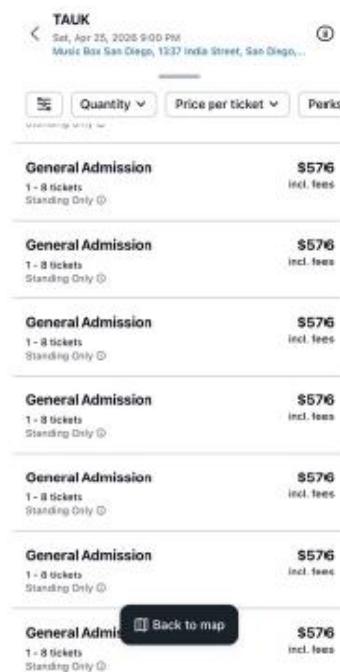 TAUK
Sat, Apr 25, 2026 9:00 PM
Music Box San Diego, 1337 India Street, San Diego,...
Quantity
Price per ticket
Perks
Standing Only
General Admission
$576
1 - 8 tickets
incl. fees
Standing Only
General Admission
$576
1 - 8 tickets
incl. fees
Standing Only
General Admission
$576
1 - 8 tickets
incl. fees
Standing Only
General Admission
$576
1 - 8 tickets
incl. fees
Standing Only
General Admission
$576
1 - 8 tickets
incl. fees
Standing Only
General Admission
$576
1 - 8 tickets
incl. fees
Standing Only
General Admis
$576
Back to map
1 - 8 tickets
incl. fees
Standing Only